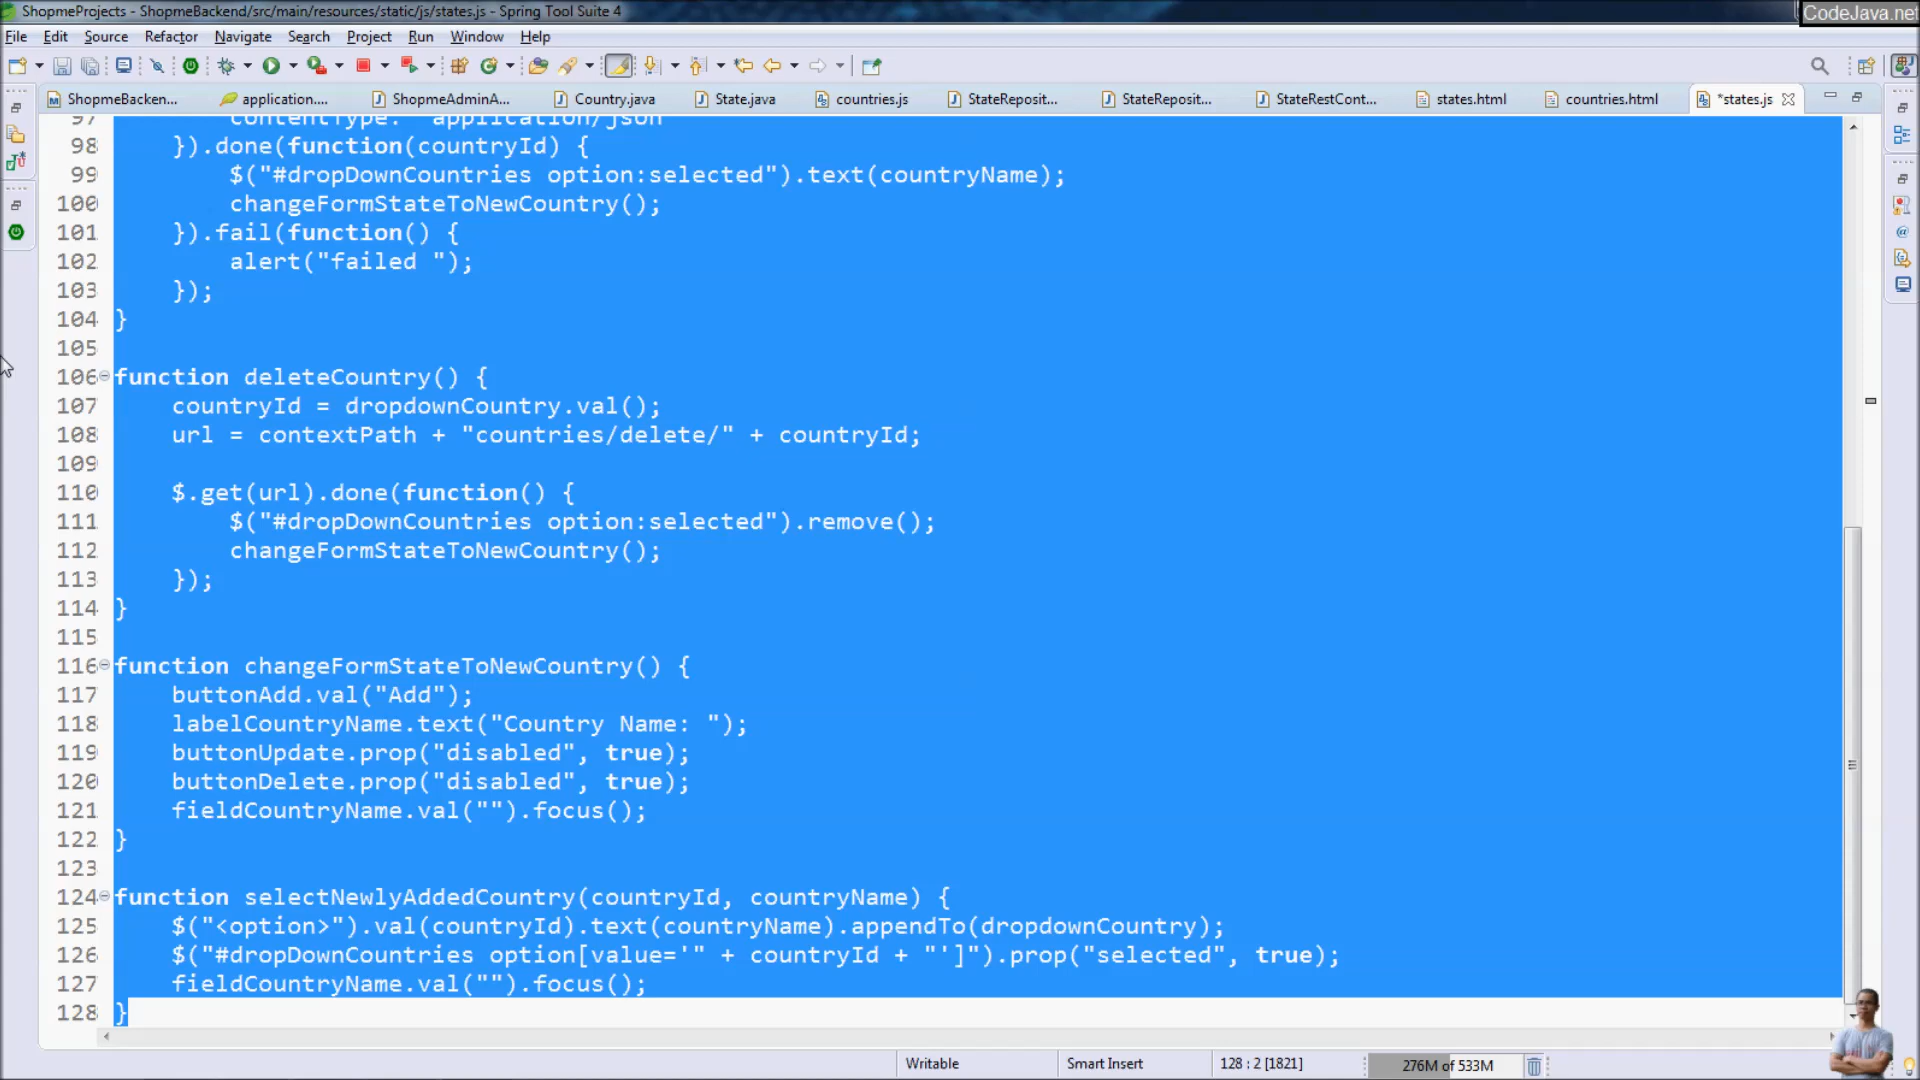 ShopmeProjects - ShopmeBackend/src/main/resources/static/js/states.js - Spring Tool Suite 4
CodeJava.net
File Edit Source Refactor Navigate Search Project Run Window Help
ShopmeBacken... application.... ShopmeAdminA... Country.java State.java countries.js StateReposit... StateReposit... StateRestCont... states.html countries.html *states.js
97 contentType: "application/json"
98 }).done(function(countryId) {
99 $("#dropDownCountries option:selected").text(countryName);
100 changeFormStateToNewCountry();
101 }).fail(function() {
102 alert("failed ");
103 });
104 }
105
106 function deleteCountry() {
107 countryId = dropdownCountry.val();
108 url = contextPath + "countries/delete/" + countryId;
109
110 $.get(url).done(function() {
111 $("#dropDownCountries option:selected").remove();
112 changeFormStateToNewCountry();
113 });
114 }
115
116 function changeFormStateToNewCountry() {
117 buttonAdd.val("Add");
118 labelCountryName.text("Country Name: ");
119 buttonUpdate.prop("disabled", true);
120 buttonDelete.prop("disabled", true);
121 fieldCountryName.val("").focus();
122 }
123
124 function selectNewlyAddedCountry(countryId, countryName) {
125 $("<option>").val(countryId).text(countryName).appendTo(dropdownCountry);
126 $("#dropDownCountries option[value='" + countryId + "']").prop("selected", true);
127 fieldCountryName.val("").focus();
128 }
Writable Smart Insert 128 : 2 [1821] 276M of 533M